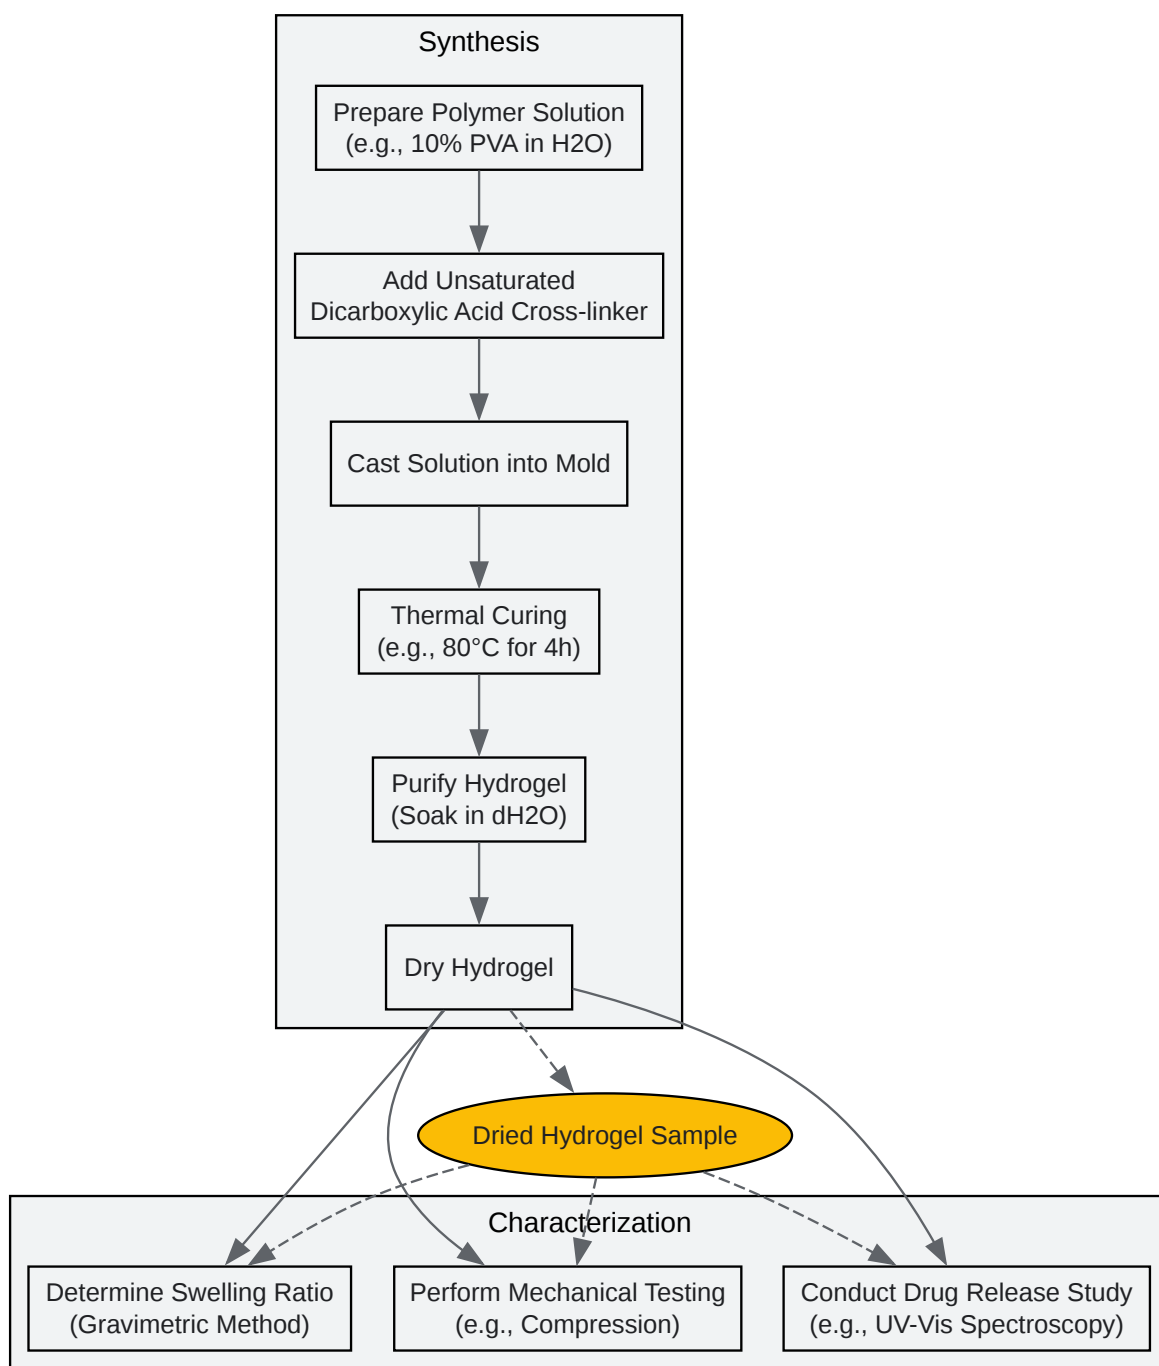 Synthesis
Prepare Polymer Solution
(e.g., 10% PVA in H2O)
Add Unsaturated
Dicarboxylic Acid Cross-linker
Cast Solution into Mold
Thermal Curing
(e.g., 80°C for 4h)
Purify Hydrogel
(Soak in dH2O)
Dry Hydrogel
Dried Hydrogel Sample
Characterization
Determine Swelling Ratio
(Gravimetric Method)
Perform Mechanical Testing
(e.g., Compression)
Conduct Drug Release Study
(e.g., UV-Vis Spectroscopy)